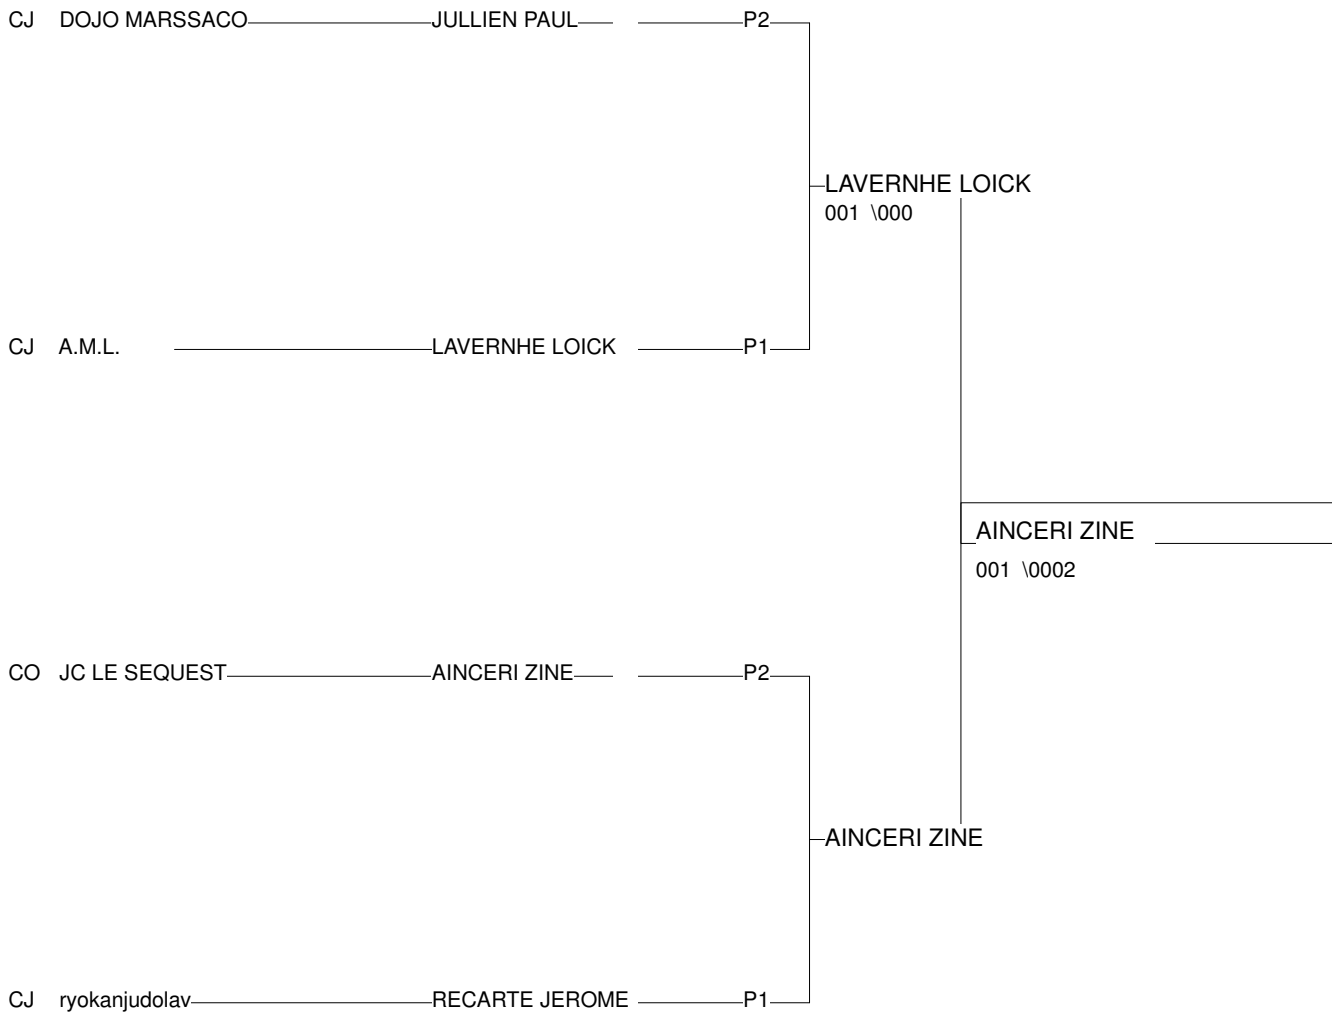 CJ DOJO MARSSACO JULLIEN PAUL P2
LAVERNHE LOICK
001 \000
CJ A.M.L. LAVERNHE LOICK P1
AINCERI ZINE
001 \0002
CO JC LE SEQUEST AINCERI ZINE P2
AINCERI ZINE
CJ ryokanjudolav RECARTE JEROME P1